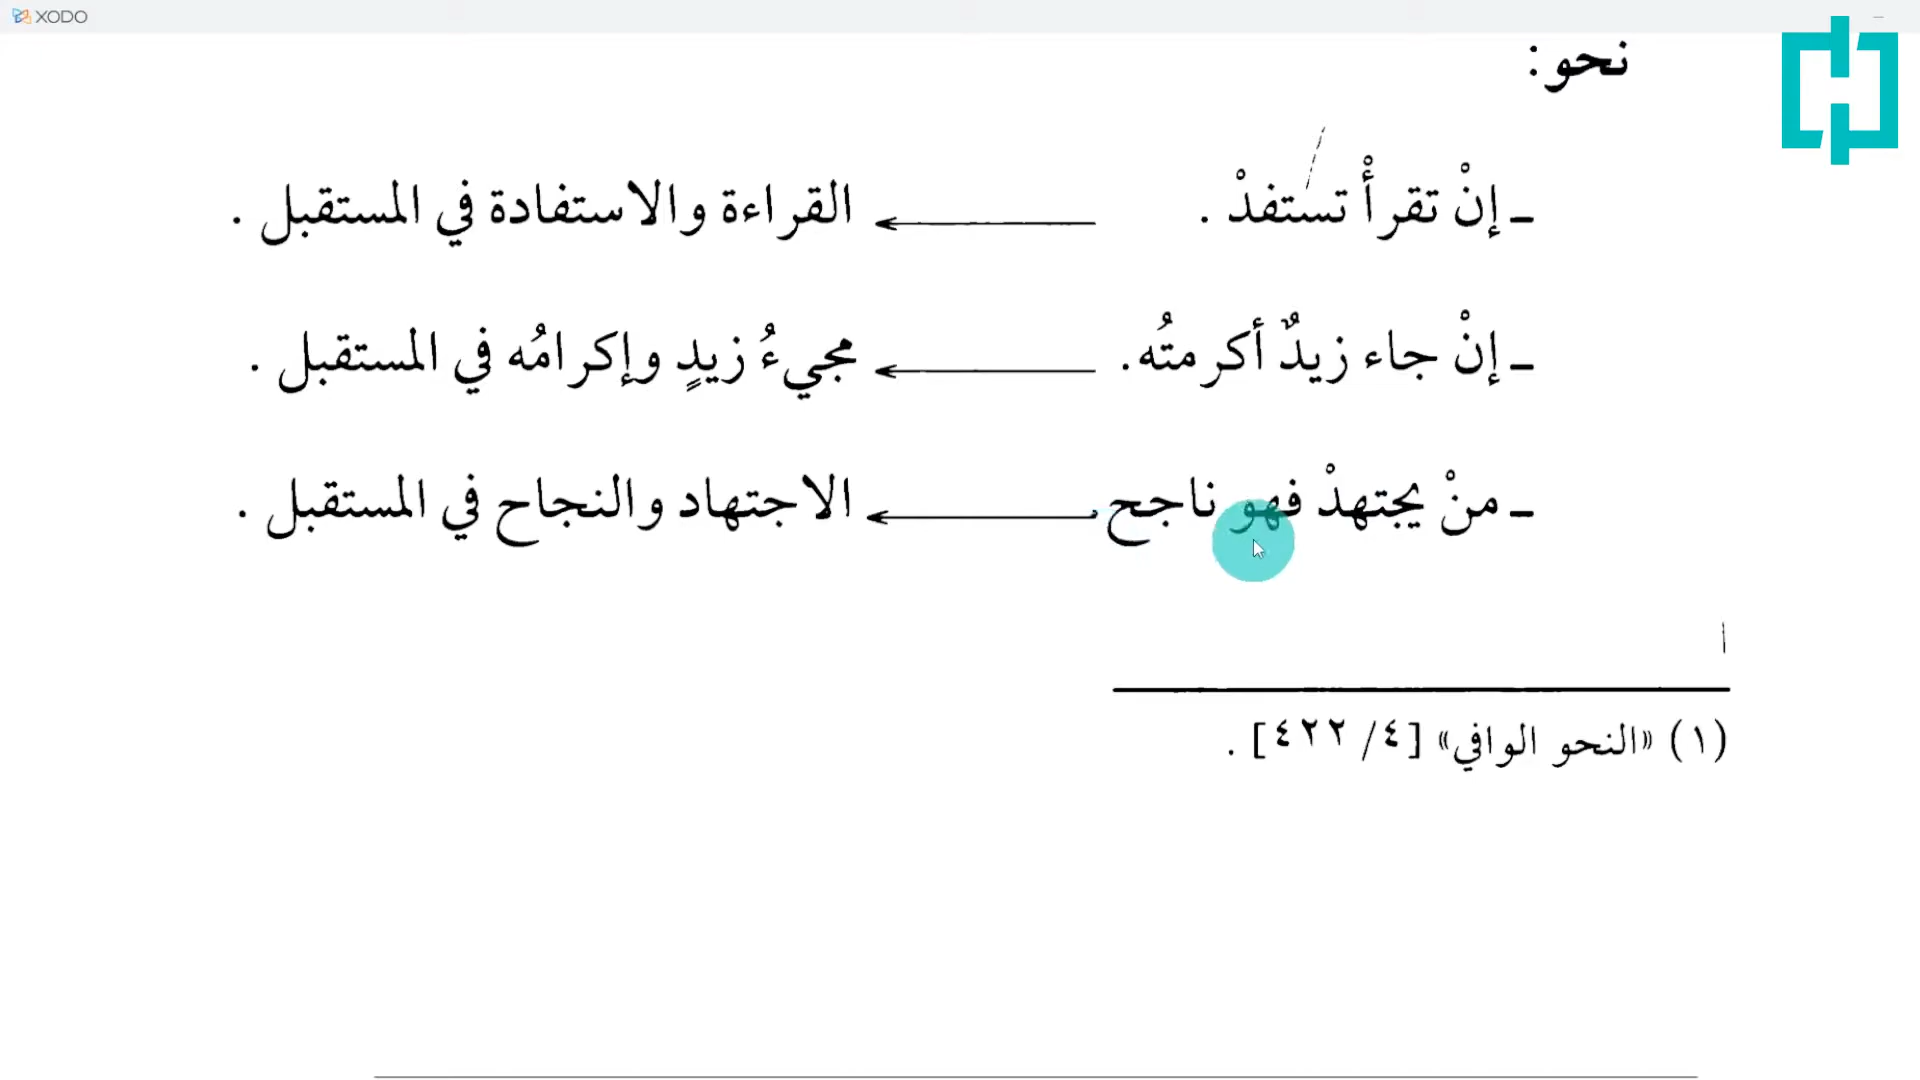 XODO
نحو:
ـ إنْ تقرأْ تستفدْ . ← القراءة والاستفادة في المستقبل .
ـ إنْ جاء زيدٌ أكرمتُه. ← مجيءُ زيدٍ وإكرامُه في المستقبل .
ـ منْ يجتهدْ فهو ناجح. ← الاجتهاد والنجاح في المستقبل .
(١) «النحو الوافي» [٤/ ٤٢٢] .